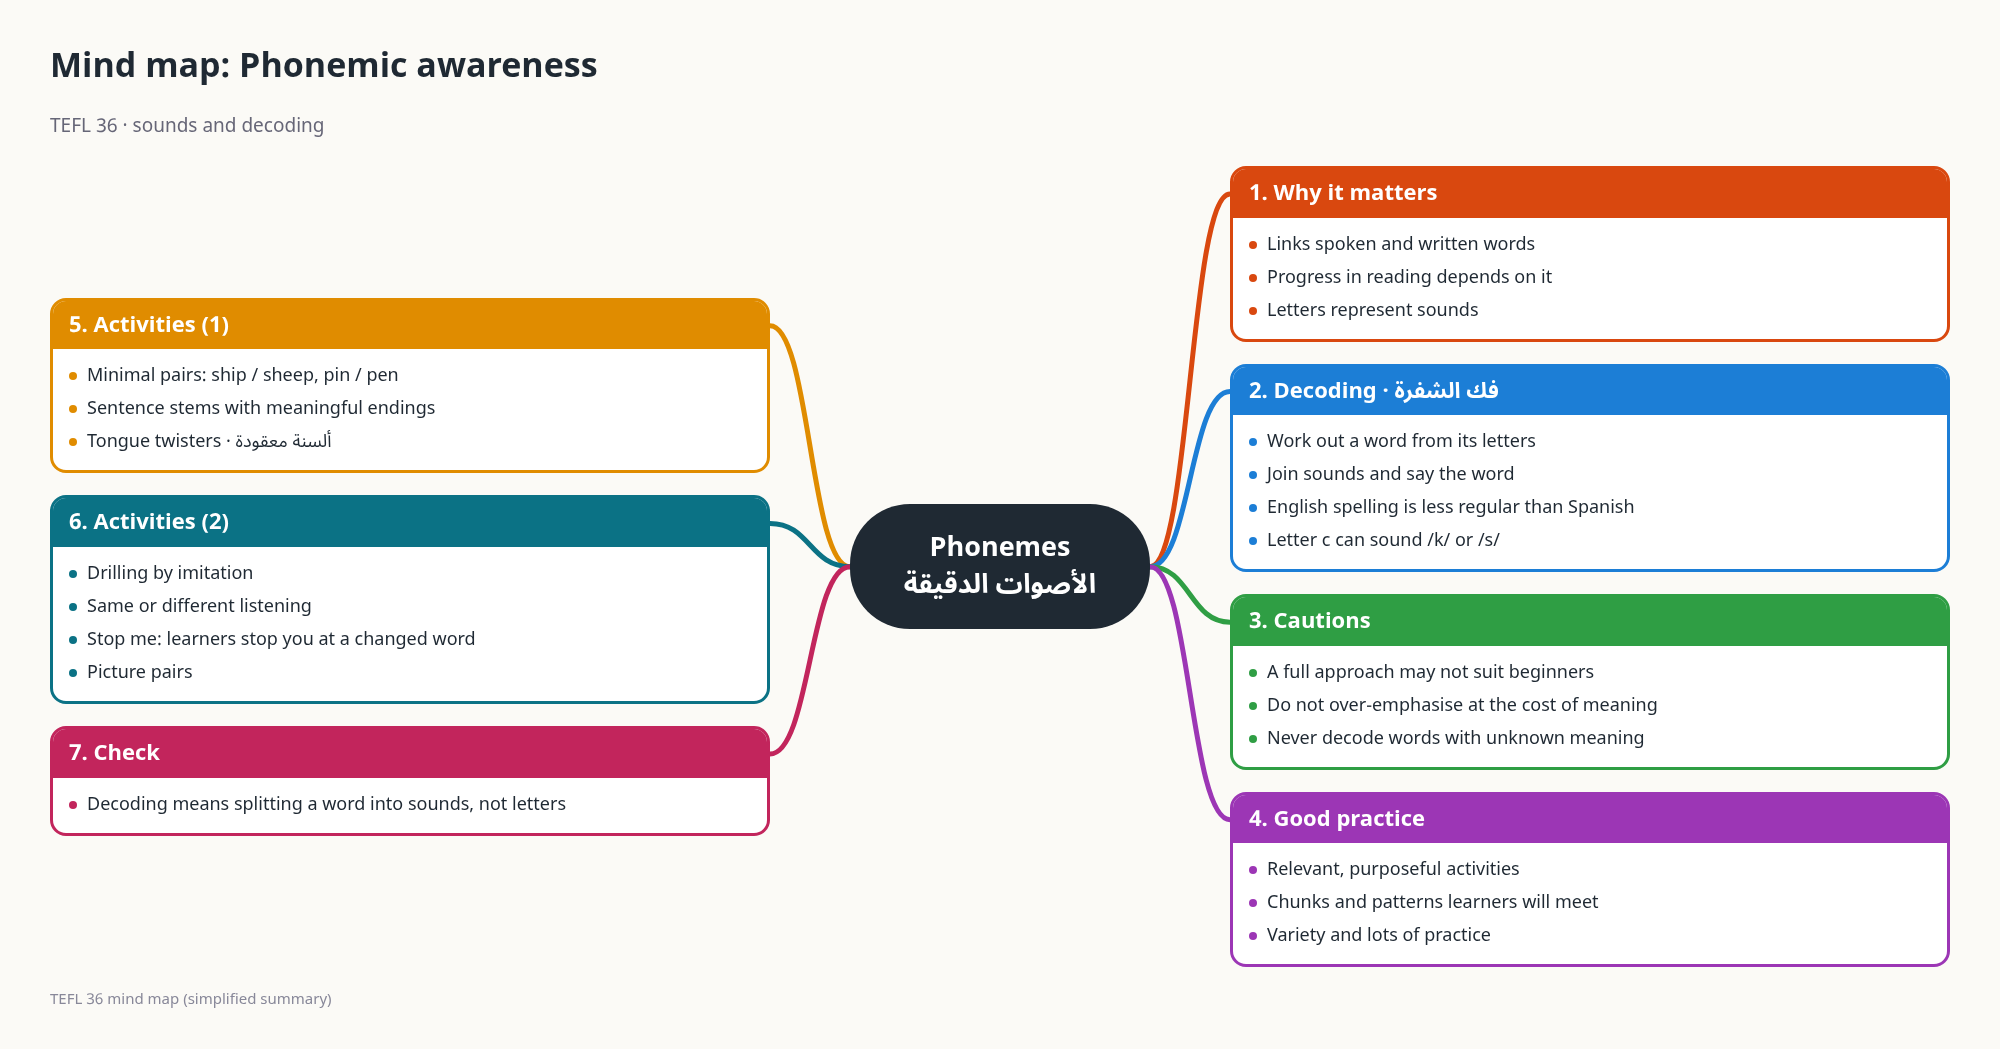 Mind map: Phonemic awareness
TEFL 36 · sounds and decoding
Phonemes
الأصوات الدقيقة
1. Why it matters
Links spoken and written words
Progress in reading depends on it
Letters represent sounds
2. Decoding · فك الشفرة
Work out a word from its letters
Join sounds and say the word
English spelling is less regular than Spanish
Letter c can sound /k/ or /s/
3. Cautions
A full approach may not suit beginners
Do not over-emphasise at the cost of meaning
Never decode words with unknown meaning
4. Good practice
Relevant, purposeful activities
Chunks and patterns learners will meet
Variety and lots of practice
5. Activities (1)
Minimal pairs: ship / sheep, pin / pen
Sentence stems with meaningful endings
Tongue twisters · ألسنة معقودة
6. Activities (2)
Drilling by imitation
Same or different listening
Stop me: learners stop you at a changed word
Picture pairs
7. Check
Decoding means splitting a word into sounds, not letters
TEFL 36 mind map (simplified summary)